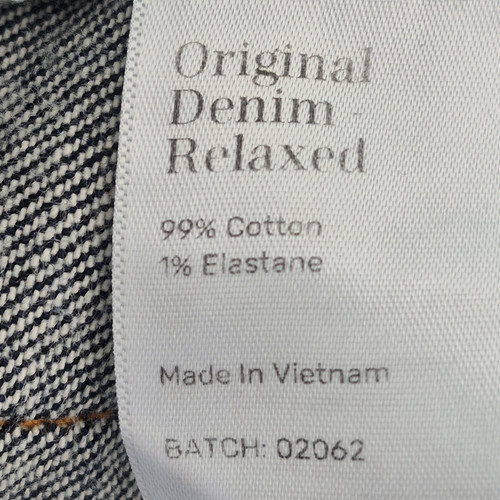 Original
Denim -
Relaxed
99% Cotton
1% Elastane
Made In Vietnam
BATCH: 02062